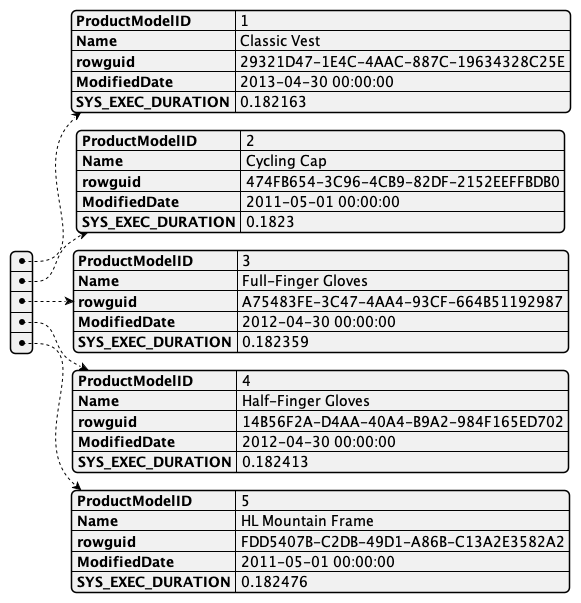 ProductModelID 1
Name Classic Vest
rowguid 29321D47-1E4C-4AAC-887C-19634328C25E
ModifiedDate 2013-04-30 00:00:00
SYS_EXEC_DURATION 0.182163
ProductModelID 2
Name Cycling Cap
rowguid 474FB654-3C96-4CB9-82DF-2152EEFFBDB0
ModifiedDate 2011-05-01 00:00:00
SYS_EXEC_DURATION 0.1823
ProductModelID 3
Name Full-Finger Gloves
rowguid A75483FE-3C47-4AA4-93CF-664B51192987
ModifiedDate 2012-04-30 00:00:00
SYS_EXEC_DURATION 0.182359
ProductModelID 4
Name Half-Finger Gloves
rowguid 14B56F2A-D4AA-40A4-B9A2-984F165ED702
ModifiedDate 2012-04-30 00:00:00
SYS_EXEC_DURATION 0.182413
ProductModelID 5
Name HL Mountain Frame
rowguid FDD5407B-C2DB-49D1-A86B-C13A2E3582A2
ModifiedDate 2011-05-01 00:00:00
SYS_EXEC_DURATION 0.182476